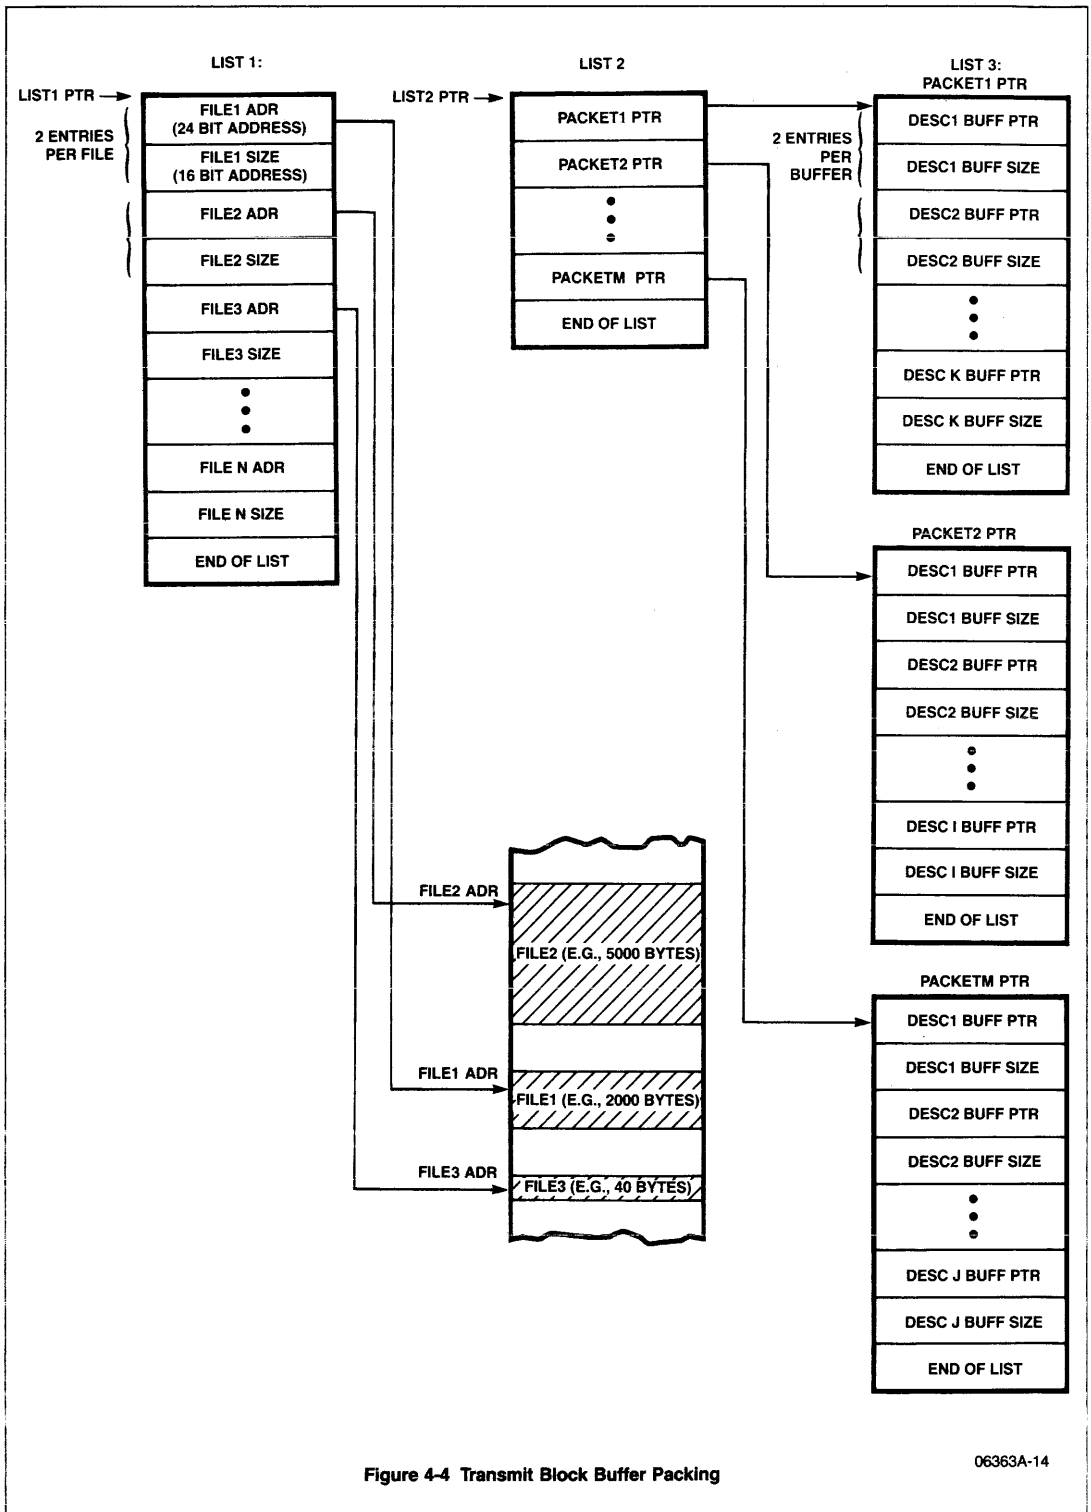 LIST 1:
LIST1 PTR
2 ENTRIES
PER FILE
FILE1 ADR
(24 BIT ADDRESS)
FILE1 SIZE
(16 BIT ADDRESS)
FILE2 ADR
FILE2 SIZE
FILE3 ADR
FILE3 SIZE
FILE N ADR
FILE N SIZE
END OF LIST
LIST 2
LIST2 PTR
PACKET1 PTR
PACKET2 PTR
PACKETM PTR
END OF LIST
LIST 3:
PACKET1 PTR
2 ENTRIES
PER
BUFFER
DESC1 BUFF PTR
DESC1 BUFF SIZE
DESC2 BUFF PTR
DESC2 BUFF SIZE
DESC K BUFF PTR
DESC K BUFF SIZE
END OF LIST
PACKET2 PTR
DESC1 BUFF PTR
DESC1 BUFF SIZE
DESC2 BUFF PTR
DESC2 BUFF SIZE
DESC I BUFF PTR
DESC I BUFF SIZE
END OF LIST
PACKETM PTR
DESC1 BUFF PTR
DESC1 BUFF SIZE
DESC2 BUFF PTR
DESC2 BUFF SIZE
DESC J BUFF PTR
DESC J BUFF SIZE
END OF LIST
FILE2 ADR
FILE2 (E.G., 5000 BYTES)
FILE1 ADR
FILE1 (E.G., 2000 BYTES)
FILE3 ADR
FILE3 (E.G., 40 BYTES)
06363A-14
Figure 4-4 Transmit Block Buffer Packing